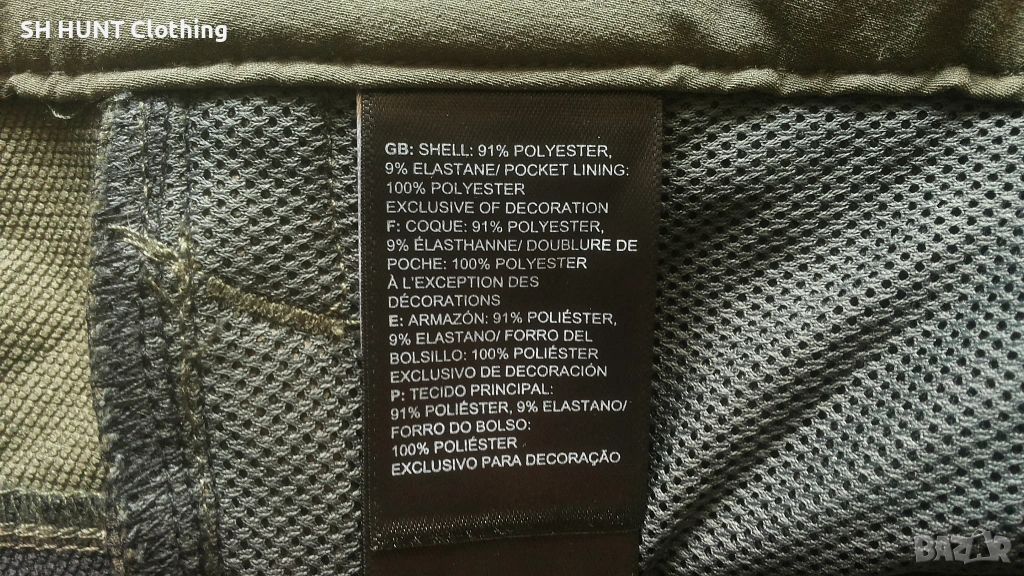 SH HUNT Clothing
GB: SHELL: 91% POLYESTER,
9% ELASTANE/ POCKET LINING:
100% POLYESTER
EXCLUSIVE OF DECORATION
F: COQUE: 91% POLYESTER,
9% ÉLASTHANNE/ DOUBLURE DE
POCHE: 100% POLYESTER
À L'EXCEPTION DES
DÉCORATIONS
E: ARMAZÓN: 91% POLIÉSTER,
9% ELASTANO/ FORRO DEL
BOLSILLO: 100% POLIÉSTER
EXCLUSIVO DE DECORACIÓN
P: TECIDO PRINCIPAL:
91% POLIÉSTER, 9% ELASTANO/
FORRO DO BOLSO:
100% POLIÉSTER
EXCLUSIVO PARA DECORAÇÃO
BAZAR